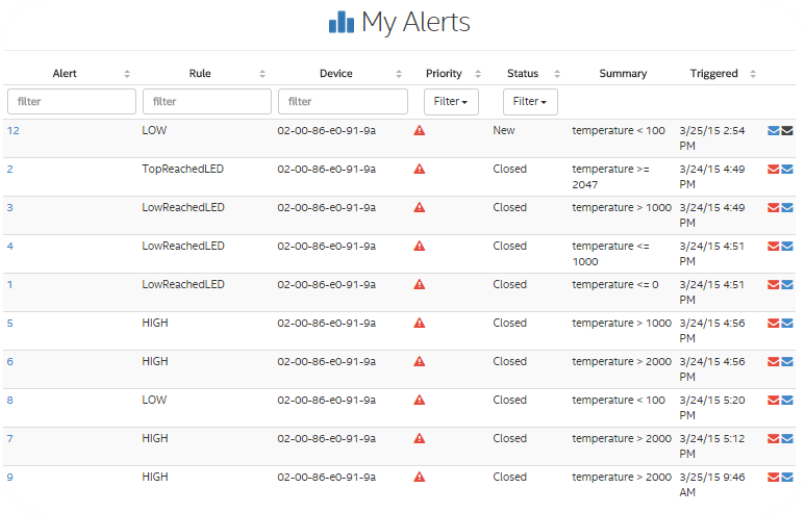 My Alerts
Alert Rule Device Priority Status Summary Triggered
filter filter filter Filter Filter
12 LOW 02-00-86-e0-91-9a New temperature < 100 3/25/15 2:54
PM
2 TopReachedLED 02-00-86-e0-91-9a Closed temperature >= 3/24/15 4:49
2047 PM
3 LowReachedLED 02-00-86-e0-91-9a Closed temperature > 1000 3/24/15 4:49
PM
4 LowReachedLED 02-00-86-e0-91-9a Closed temperature <= 3/24/15 4:51
1000 PM
1 LowReachedLED 02-00-86-e0-91-9a Closed temperature <= 0 3/24/15 4:51
PM
5 HIGH 02-00-86-e0-91-9a Closed temperature > 1000 3/24/15 4:56
PM
6 HIGH 02-00-86-e0-91-9a Closed temperature > 2000 3/24/15 4:56
PM
8 LOW 02-00-86-e0-91-9a Closed temperature < 100 3/24/15 5:20
PM
7 HIGH 02-00-86-e0-91-9a Closed temperature > 2000 3/24/15 5:12
PM
9 HIGH 02-00-86-e0-91-9a Closed temperature > 2000 3/25/15 9:46
AM